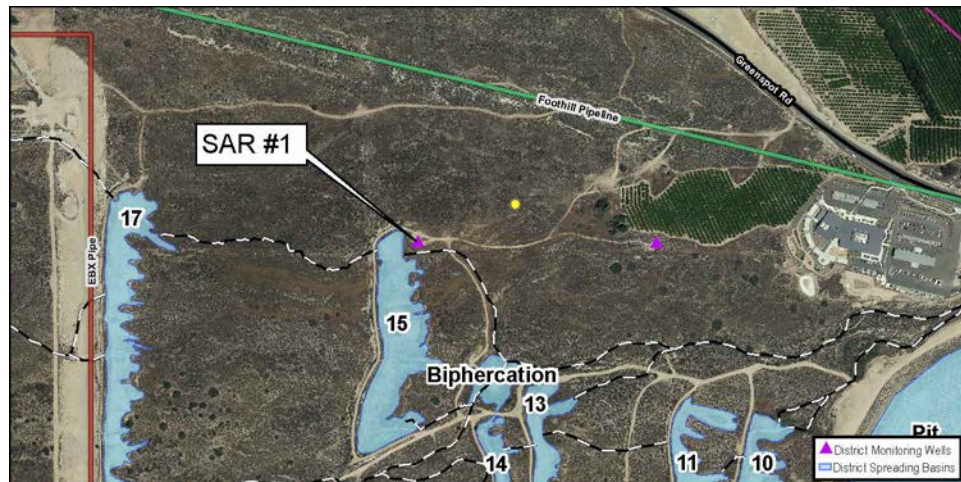 Greenspot Rd
Foothill Pipeline
SAR #1
17
EBX Pipe
15
Biphercation
13
14
11
10
Pit
District Monitoring Wells
District Spreading Basins